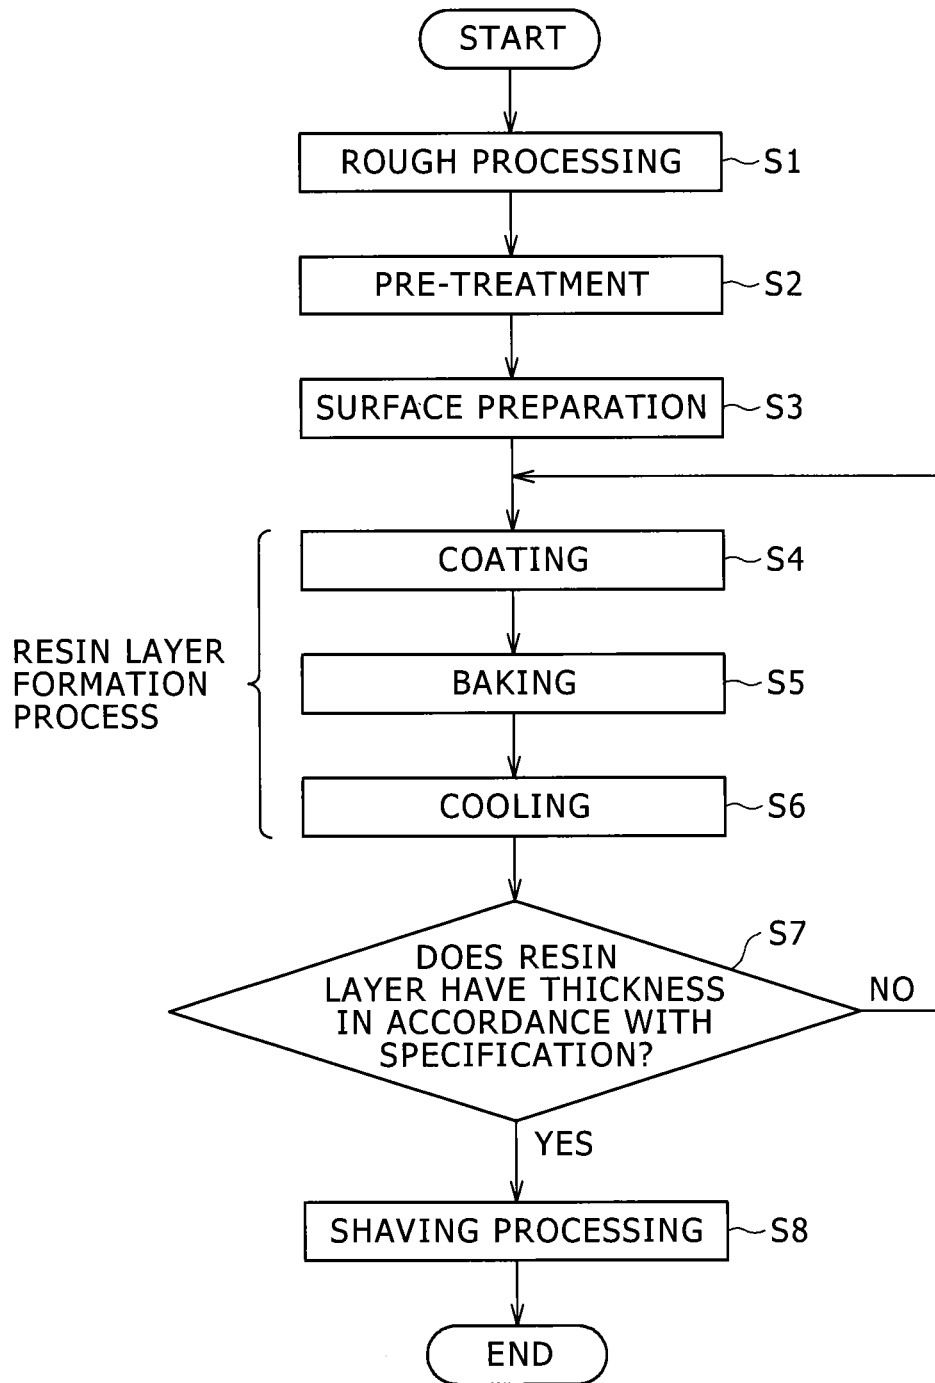 START
ROUGH PROCESSING S1
PRE-TREATMENT S2
SURFACE PREPARATION S3
COATING S4
RESIN LAYER
FORMATION
PROCESS
BAKING S5
COOLING S6
S7
DOES RESIN
LAYER HAVE THICKNESS
IN ACCORDANCE WITH
SPECIFICATION?
NO
YES
SHAVING PROCESSING S8
END